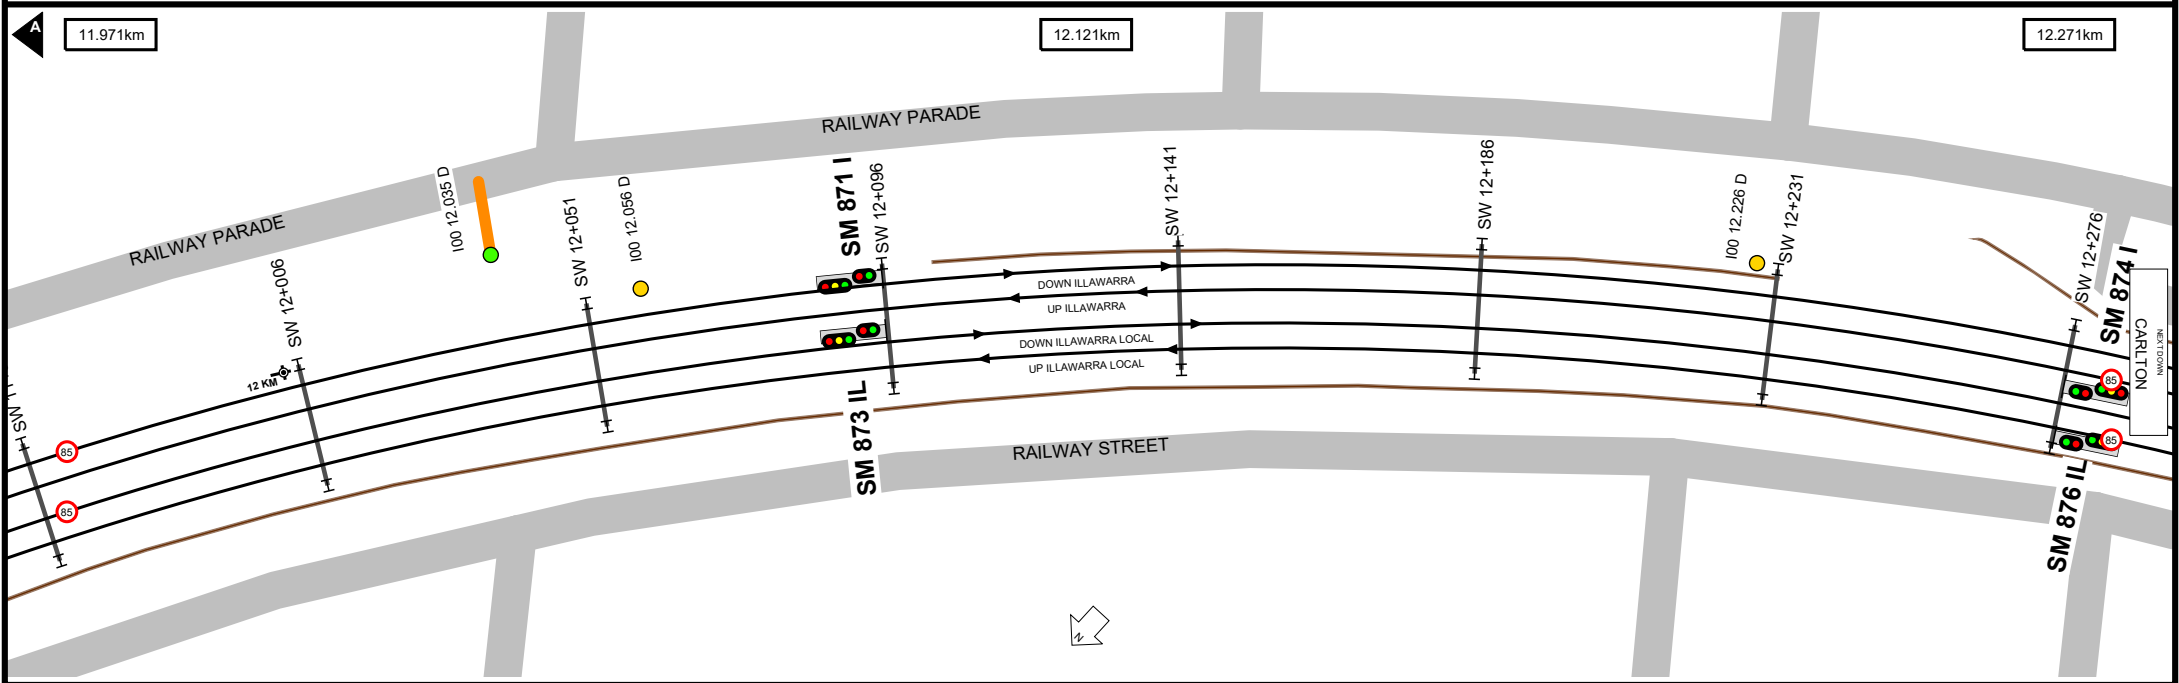 A
11.971km
12.121km
12.271km
RAILWAY PARADE
RAILWAY PARADE
I00 12.035 D
SW 12+006
SW 12+051
I00 12.056 D
SM 871 I
SW 12+096
SW 12+141
SW 12+186
I00 12.226 D
SW 12+231
SW 12+276
SM 874 I
CARLTON
NEXT DOWN
DOWN ILLAWARRA
UP ILLAWARRA
DOWN ILLAWARRA LOCAL
UP ILLAWARRA LOCAL
12 KM
85
85
85
85
SM 873 IL
RAILWAY STREET
SM 876 IL
N